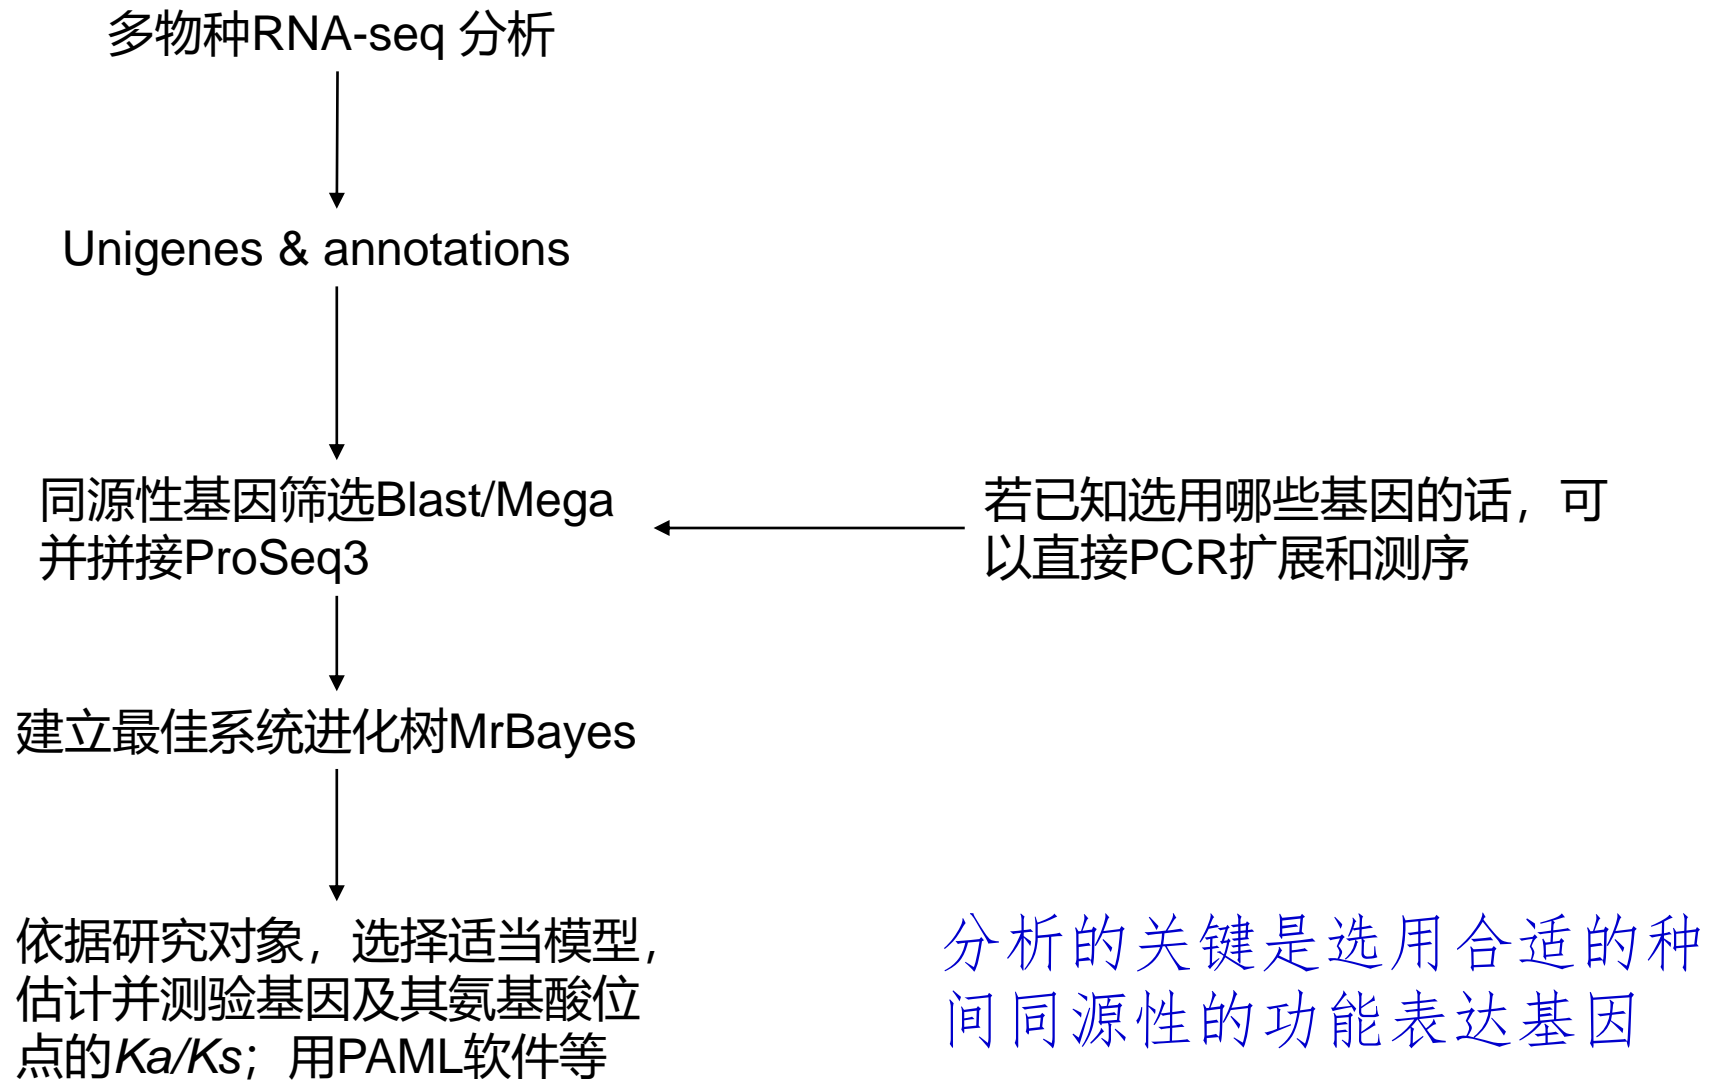 多物种RNA-seq 分析
Unigenes & annotations
同源性基因筛选Blast/Mega
并拼接ProSeq3
若已知选用哪些基因的话，可
以直接PCR扩展和测序
建立最佳系统进化树MrBayes
依据研究对象，选择适当模型，
估计并测验基因及其氨基酸位
点的Ka/Ks；用PAML软件等
分析的关键是选用合适的种
间同源性的功能表达基因